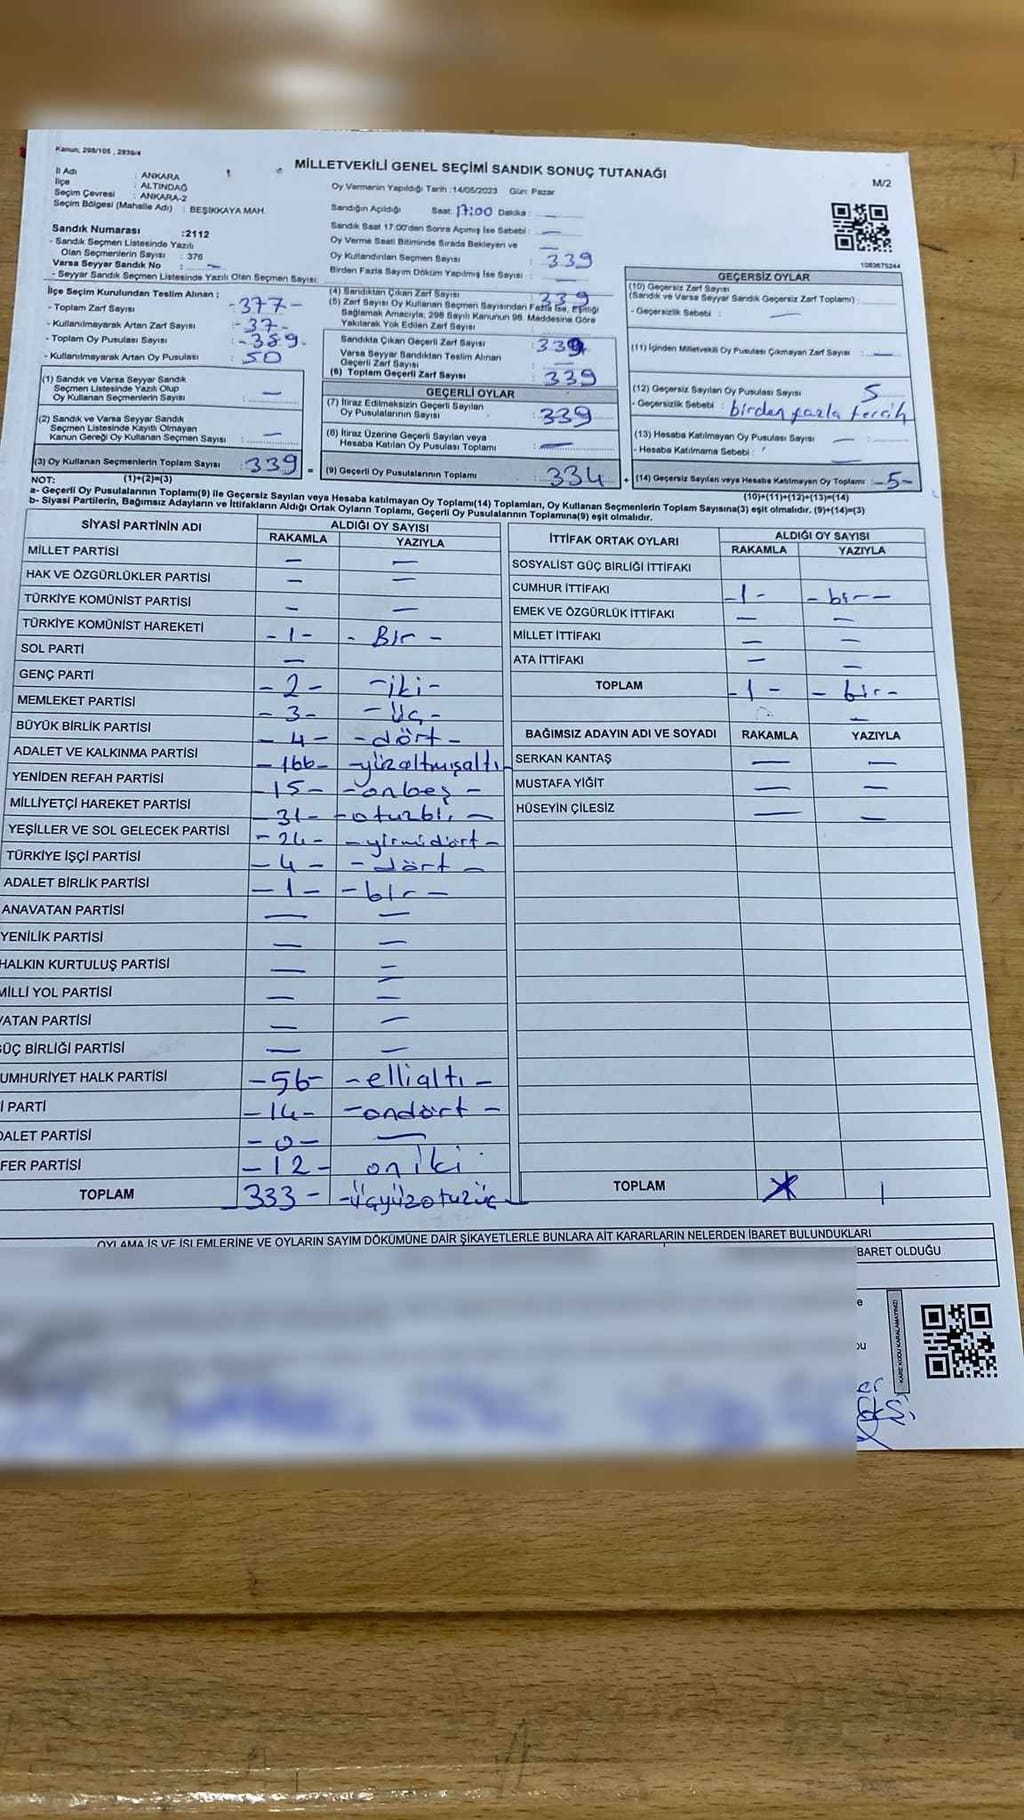 Kanun; 298/105 , 2839/4
MİLLETVEKİLİ GENEL SEÇİMİ SANDIK SONUÇ TUTANAĞI
M/2
İl Adı : ANKARA
İlçe : ALTINDAĞ
Seçim Çevresi : ANKARA-2
Seçim Bölgesi (Mahalle Adı) : BEŞİKKAYA MAH.
Sandık Numarası :2112
- Sandık Seçmen Listesinde Yazılı
Olan Seçmenlerin Sayısı : 376
Varsa Seyyar Sandık No : —
- Seyyar Sandık Seçmen Listesinde Yazılı Olan Seçmen Sayısı:
Oy Vermenin Yapıldığı Tarih :14/05/2023 Gün: Pazar
Sandığın Açıldığı Saat: 17:00 Dakika : —
Sandık Saat 17.00'den Sonra Açımış İse Sebebi : —
Oy Verme Saati Bitiminde Sırada Bekleyen ve —
Oy Kullandırılan Seçmen Sayısı 339
Birden Fazla Sayım Döküm Yapılmış İse Sayısı : —
1083675244
İlçe Seçim Kurulundan Teslim Alınan :
- Toplam Zarf Sayısı -377-
- Kullanılmayarak Artan Zarf Sayısı -37-
- Toplam Oy Pusulası Sayısı :-389-
- Kullanılmayarak Artan Oy Pusulası : 50
(1) Sandık ve Varsa Seyyar Sandık
Seçmen Listesinde Yazılı Olup
Oy Kullanan Seçmenlerin Sayısı : —
(2) Sandık ve Varsa Seyyar Sandık
Seçmen Listesinde Kayıtlı Olmayan
Kanun Gereği Oy Kullanan Seçmen Sayısı : —
(3) Oy Kullanan Seçmenlerin Toplam Sayısı : 339 =
(1)+(2)=(3)
(4) Sandıktan Çıkan Zarf Sayısı 339
(5) Zarf Sayısı Oy Kullanan Seçmen Sayısından Fazla İse, Eşitliği
Sağlamak Amacıyla; 298 Sayılı Kanunun 98. Maddesine Göre
Yakılarak Yok Edilen Zarf Sayısı
Sandıkta Çıkan Geçerli Zarf Sayısı : 339
Varsa Seyyar Sandıktan Teslim Alınan
Geçerli Zarf Sayısı : —
(6) Toplam Geçerli Zarf Sayısı 339
GEÇERLİ OYLAR
(7) İtiraz Edilmeksizin Geçerli Sayılan
Oy Pusulalarının Sayısı : 339
(8) İtiraz Üzerine Geçerli Sayılan veya
Hesaba Katılan Oy Pusulası Toplamı : —
(9) Geçerli Oy Pusulalarının Toplamı : 334 +
GEÇERSİZ OYLAR
(10) Geçersiz Zarf Sayısı
(Sandık ve Varsa Seyyar Sandık Geçersiz Zarf Toplamı) :
- Geçersizlik Sebebi : —
(11) İçinden Milletvekili Oy Pusulası Çıkmayan Zarf Sayısı : —
(12) Geçersiz Sayılan Oy Pusulası Sayısı 5
- Geçersizlik Sebebi : birden fazla tercih
(13) Hesaba Katılmayan Oy Pusulası Sayısı : —
- Hesaba Katılmama Sebebi :
(14) Geçersiz Sayılan veya Hesaba Katılmayan Oy Toplamı :-5-
(10)+(11)+(12)+(13)=(14)
NOT:
a- Geçerli Oy Pusulalarının Toplamı(9) ile Geçersiz Sayılan veya Hesaba katılmayan Oy Toplamı(14) Toplamları, Oy Kullanan Seçmenlerin Toplam Sayısına(3) eşit olmalıdır. (9)+(14)=(3)
b- Siyasi Partilerin, Bağımsız Adayların ve İttifakların Aldığı Ortak Oyların Toplamı, Geçerli Oy Pusulalarının Toplamına(9) eşit olmalıdır.
SİYASİ PARTİNİN ADI ALDIĞI OY SAYISI
RAKAMLA YAZIYLA
MİLLET PARTİSİ — —
HAK VE ÖZGÜRLÜKLER PARTİSİ — —
TÜRKİYE KOMÜNİST PARTİSİ — —
TÜRKİYE KOMÜNİST HAREKETİ -1- - Bir -
SOL PARTİ —
GENÇ PARTİ -2- -iki-
MEMLEKET PARTİSİ -3- -Üç-
BÜYÜK BİRLİK PARTİSİ -4- -dört-
ADALET VE KALKINMA PARTİSİ -166- -yüzaltmışaltı
YENİDEN REFAH PARTİSİ -15- -onbeş-
MİLLİYETÇİ HAREKET PARTİSİ -31- -oturbir-
YEŞİLLER VE SOL GELECEK PARTİSİ -24- -yirmidört-
TÜRKİYE İŞÇİ PARTİSİ -4- -dört-
ADALET BİRLİK PARTİSİ -1- -bir-
ANAVATAN PARTİSİ — —
YENİLİK PARTİSİ — —
HALKIN KURTULUŞ PARTİSİ — —
MİLLİ YOL PARTİSİ — —
VATAN PARTİSİ — —
GÜÇ BİRLİĞİ PARTİSİ — —
UMHURİYET HALK PARTİSİ -56- -ellialtı-
İ PARTİ -14- -ondört-
DALET PARTİSİ -0- —
FER PARTİSİ -12- oniki
TOPLAM 333- -üçyüzotuzüç-
İTTİFAK ORTAK OYLARI ALDIĞI OY SAYISI
RAKAMLA YAZIYLA
SOSYALİST GÜÇ BİRLİĞİ İTTİFAKI
CUMHUR İTTİFAKI -1- -bir-
EMEK VE ÖZGÜRLÜK İTTİFAKI — —
MİLLET İTTİFAKI — —
ATA İTTİFAKI — —
TOPLAM -1- -bir-
BAĞIMSIZ ADAYIN ADI VE SOYADI RAKAMLA YAZIYLA
SERKAN KANTAŞ — —
MUSTAFA YİĞİT — —
HÜSEYİN ÇİLESİZ — —
TOPLAM
OYLAMA İŞ VE İŞLEMLERİNE VE OYLARIN SAYIM DÖKÜMÜNE DAİR ŞİKAYETLERLE BUNLARA AİT KARARLARIN NELERDEN İBARET BULUNDUKLARI
BARET OLDUĞU
KARE KODU KARALAMAYINIZ!